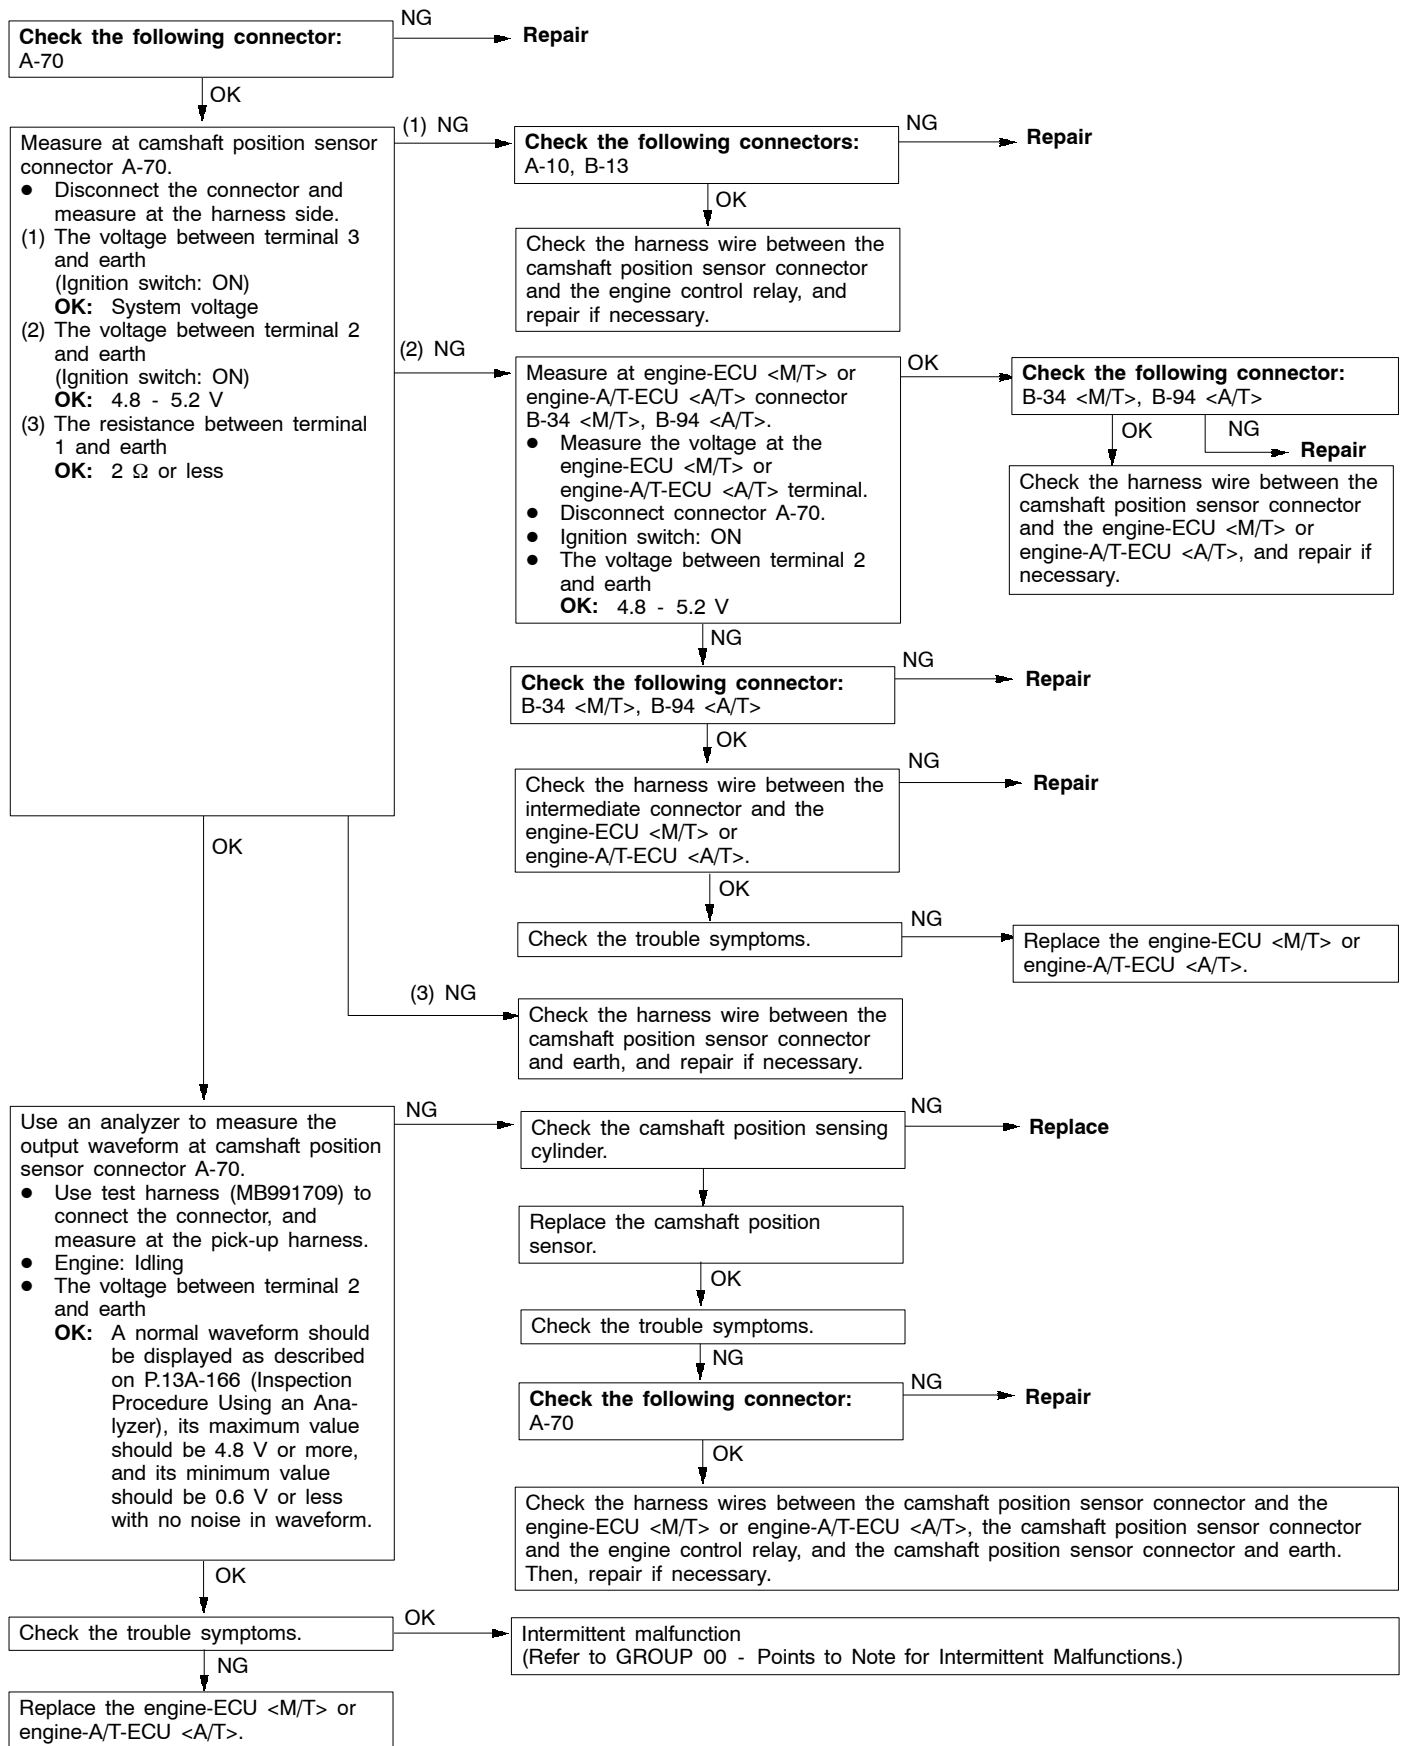 Check the following connector:
A-70
NG
Repair
OK
Measure at camshaft position sensor
connector A-70.
● Disconnect the connector and
measure at the harness side.
(1) The voltage between terminal 3
and earth
(Ignition switch: ON)
OK: System voltage
(2) The voltage between terminal 2
and earth
(Ignition switch: ON)
OK: 4.8 - 5.2 V
(3) The resistance between terminal
1 and earth
OK: 2 Ω or less
(1) NG
Check the following connectors:
A-10, B-13
NG
Repair
OK
Check the harness wire between the
camshaft position sensor connector
and the engine control relay, and
repair if necessary.
(2) NG
Measure at engine-ECU <M/T> or
engine-A/T-ECU <A/T> connector
B-34 <M/T>, B-94 <A/T>.
● Measure the voltage at the
engine-ECU <M/T> or
engine-A/T-ECU <A/T> terminal.
● Disconnect connector A-70.
● Ignition switch: ON
● The voltage between terminal 2
and earth
OK: 4.8 - 5.2 V
OK
Check the following connector:
B-34 <M/T>, B-94 <A/T>
OK
NG
Repair
Check the harness wire between the
camshaft position sensor connector
and the engine-ECU <M/T> or
engine-A/T-ECU <A/T>, and repair if
necessary.
NG
Check the following connector:
B-34 <M/T>, B-94 <A/T>
NG
Repair
OK
Check the harness wire between the
intermediate connector and the
engine-ECU <M/T> or
engine-A/T-ECU <A/T>.
NG
Repair
OK
Check the trouble symptoms.
NG
Replace the engine-ECU <M/T> or
engine-A/T-ECU <A/T>.
(3) NG
Check the harness wire between the
camshaft position sensor connector
and earth, and repair if necessary.
OK
Use an analyzer to measure the
output waveform at camshaft position
sensor connector A-70.
● Use test harness (MB991709) to
connect the connector, and
measure at the pick-up harness.
● Engine: Idling
● The voltage between terminal 2
and earth
OK: A normal waveform should
be displayed as described
on P.13A-166 (Inspection
Procedure Using an Ana-
lyzer), its maximum value
should be 4.8 V or more,
and its minimum value
should be 0.6 V or less
with no noise in waveform.
NG
Check the camshaft position sensing
cylinder.
NG
Replace
Replace the camshaft position
sensor.
OK
Check the trouble symptoms.
NG
Check the following connector:
A-70
NG
Repair
OK
Check the harness wires between the camshaft position sensor connector and the
engine-ECU <M/T> or engine-A/T-ECU <A/T>, the camshaft position sensor connector
and the engine control relay, and the camshaft position sensor connector and earth.
Then, repair if necessary.
OK
Check the trouble symptoms.
OK
Intermittent malfunction
(Refer to GROUP 00 - Points to Note for Intermittent Malfunctions.)
NG
Replace the engine-ECU <M/T> or
engine-A/T-ECU <A/T>.